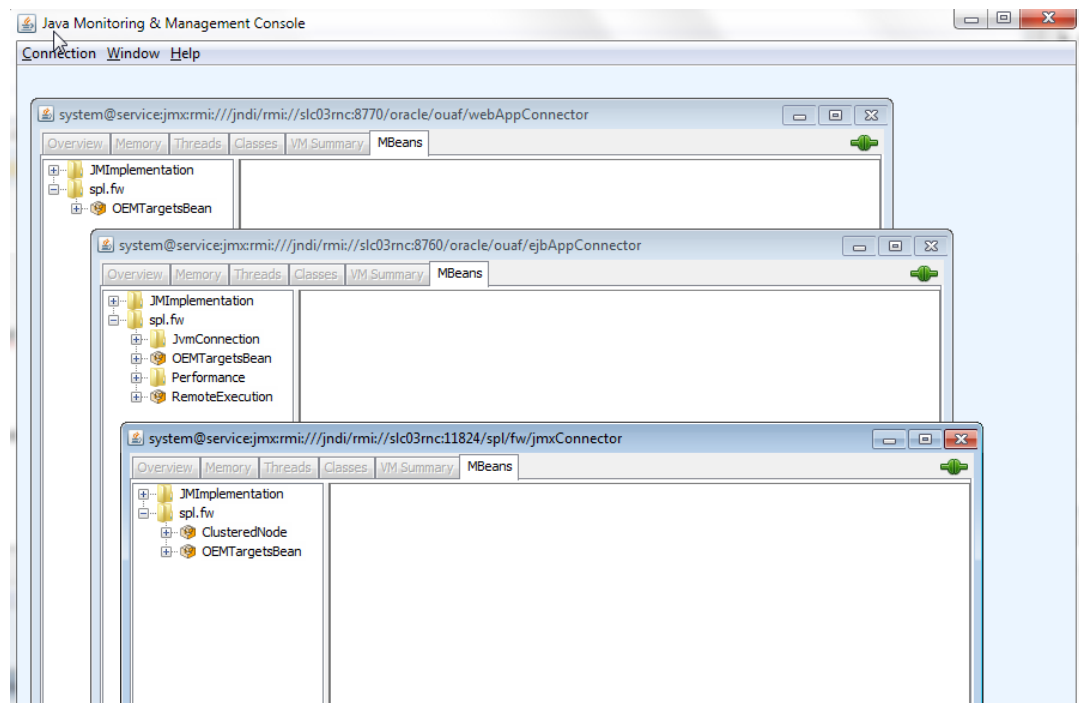 Java Monitoring & Management Console
Connection Window Help
system@service:jmx:rmi:///jndi/rmi://slc03rnc:8770/oracle/ouaf/webAppConnector
Overview Memory Threads Classes VM Summary MBeans
JMImplementation
spl.fw
OEMTargetsBean
system@service:jmx:rmi:///jndi/rmi://slc03rnc:8760/oracle/ouaf/ejbAppConnector
Overview Memory Threads Classes VM Summary MBeans
JMImplementation
spl.fw
JvmConnection
OEMTargetsBean
Performance
RemoteExecution
system@service:jmx:rmi:///jndi/rmi://slc03rnc:11824/spl/fw/jmxConnector
Overview Memory Threads Classes VM Summary MBeans
JMImplementation
spl.fw
ClusteredNode
OEMTargetsBean